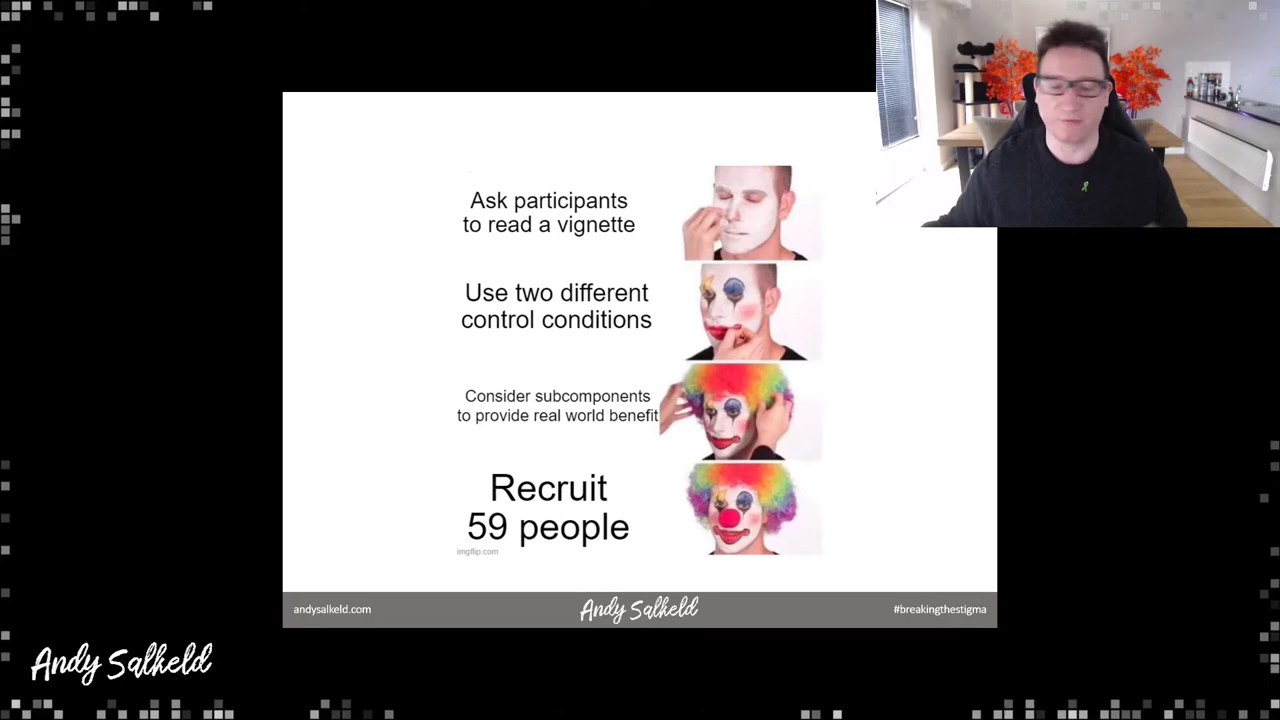 Ask participants
to read a vignette
Use two different
control conditions
Consider subcomponents
to provide real world benefit
Recruit
59 people
imgflip.com
andysalkeld.com
Andy Salkeld
#breakingthestigma
Andy Salkeld